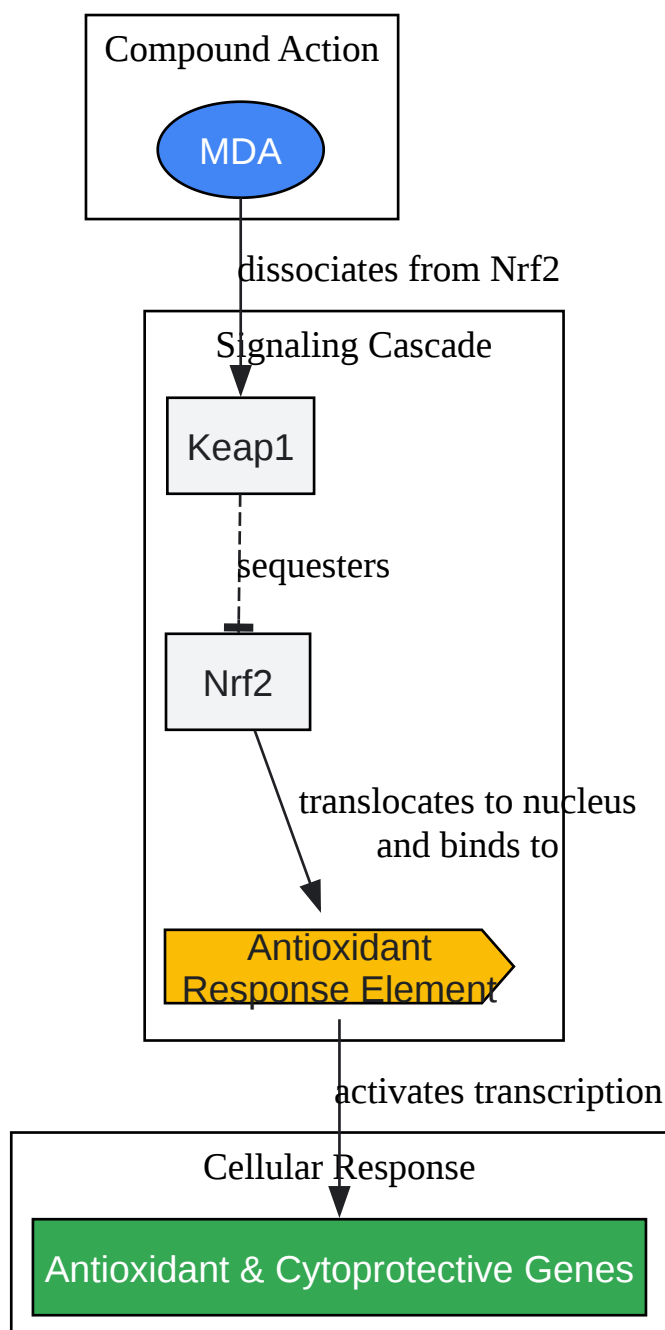 Compound Action
MDA
dissociates from Nrf2
Signaling Cascade
Keap1
sequesters
Nrf2
translocates to nucleus
and binds to
Antioxidant
Response Element
activates transcription
Cellular Response
Antioxidant & Cytoprotective Genes